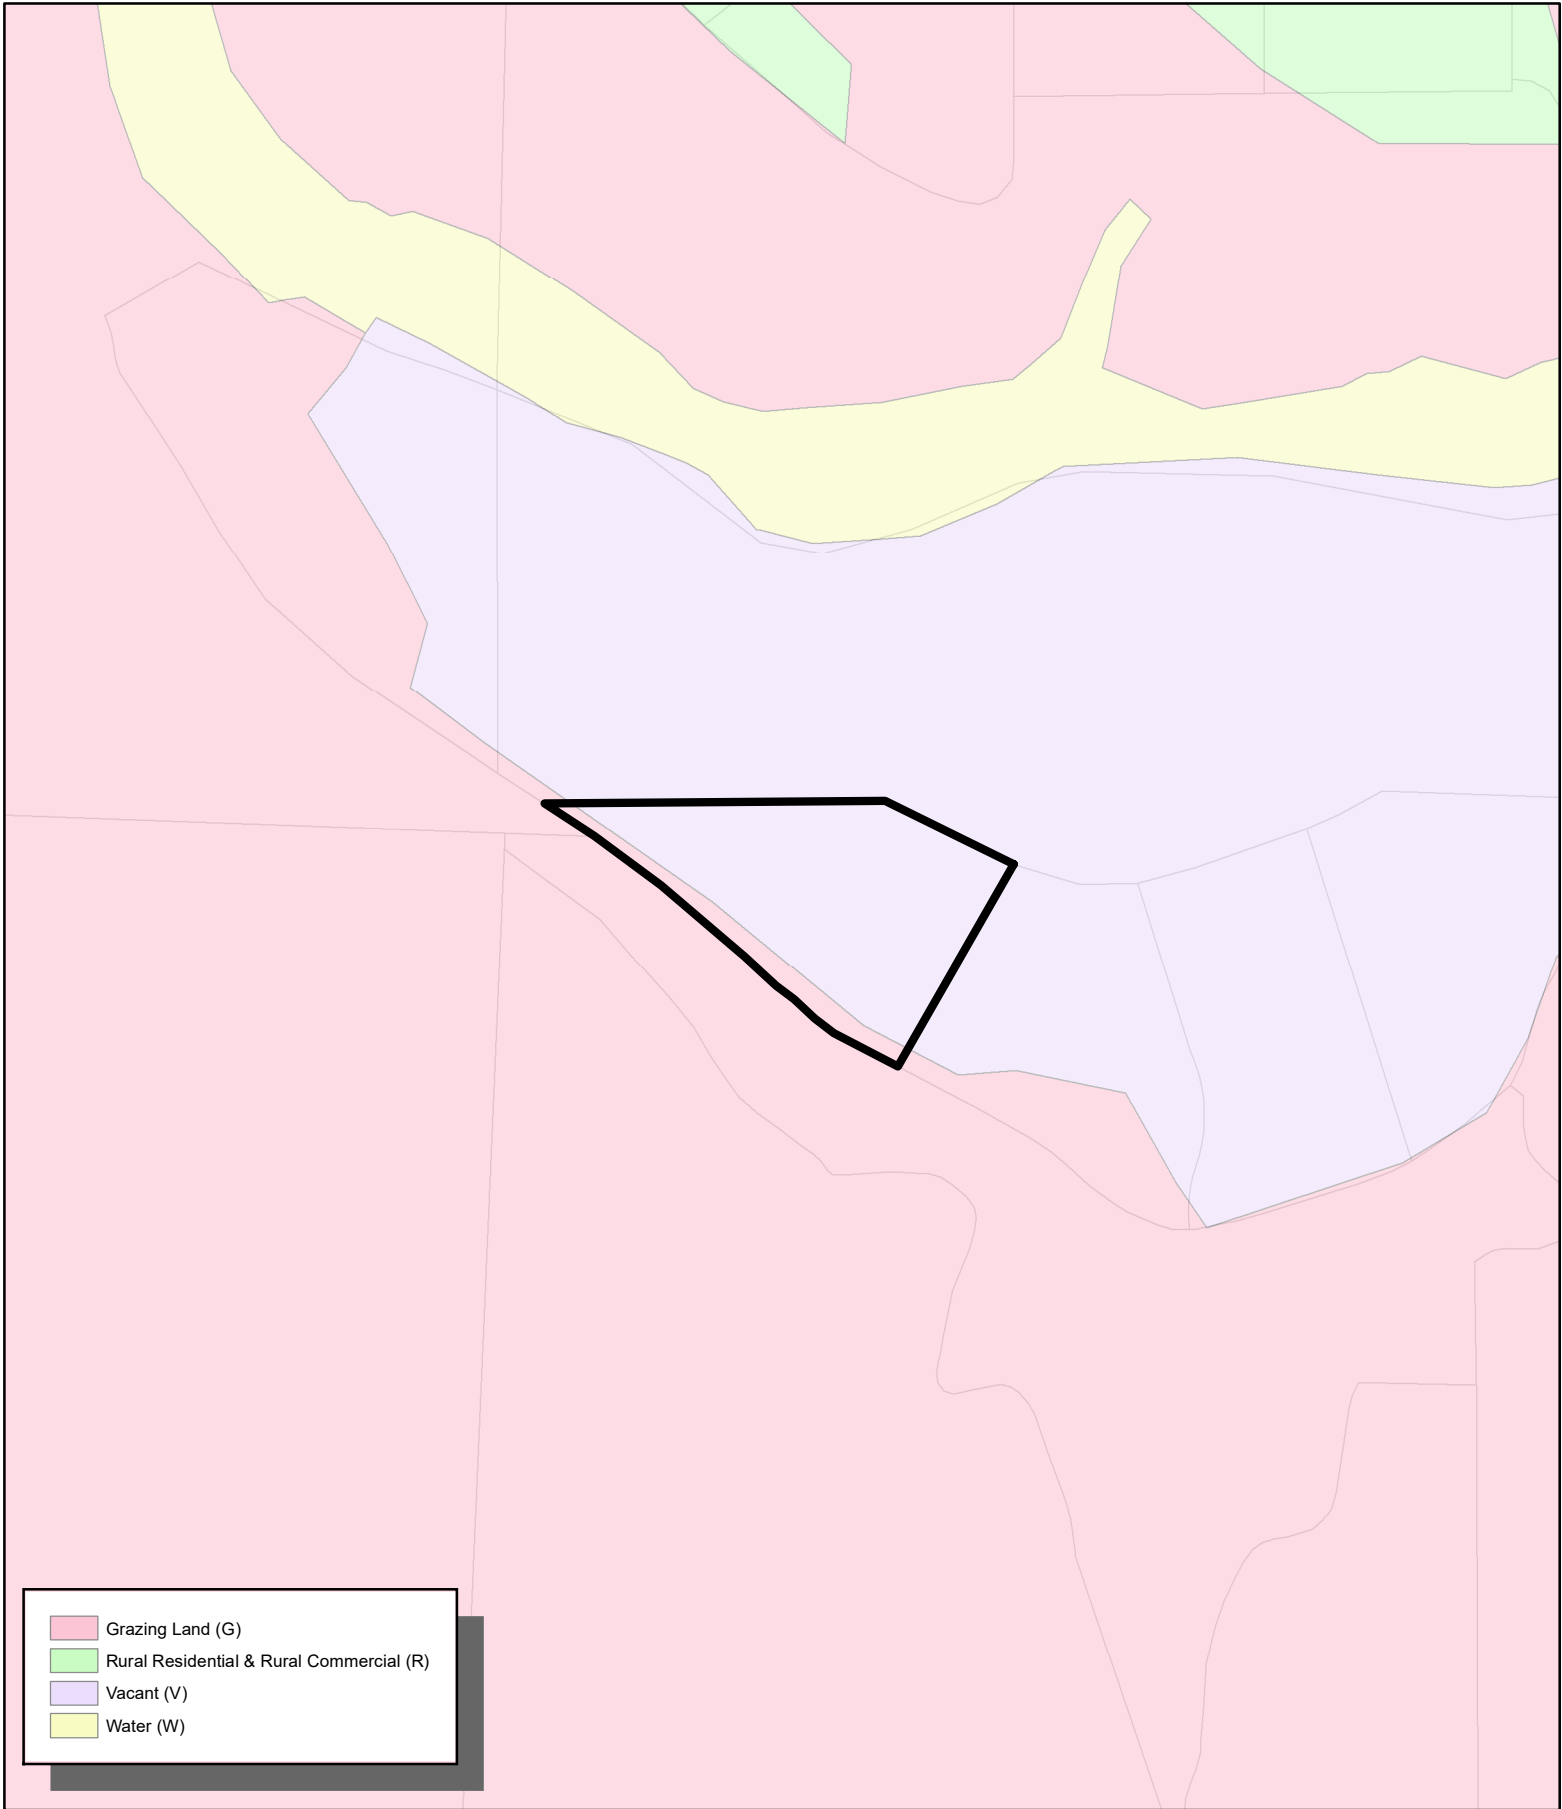 Grazing Land (G)
Rural Residential & Rural Commercial (R)
Vacant (V)
Water (W)